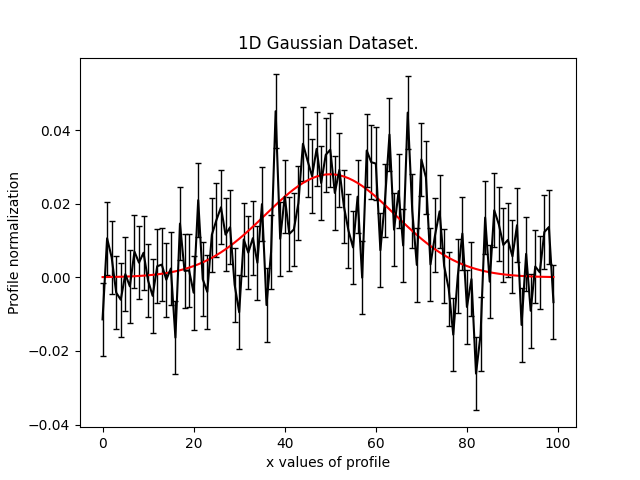 1D Gaussian Dataset.
Profile normalization
0.04
0.02
0.00
−0.02
−0.04
0 20 40 60 80 100
x values of profile